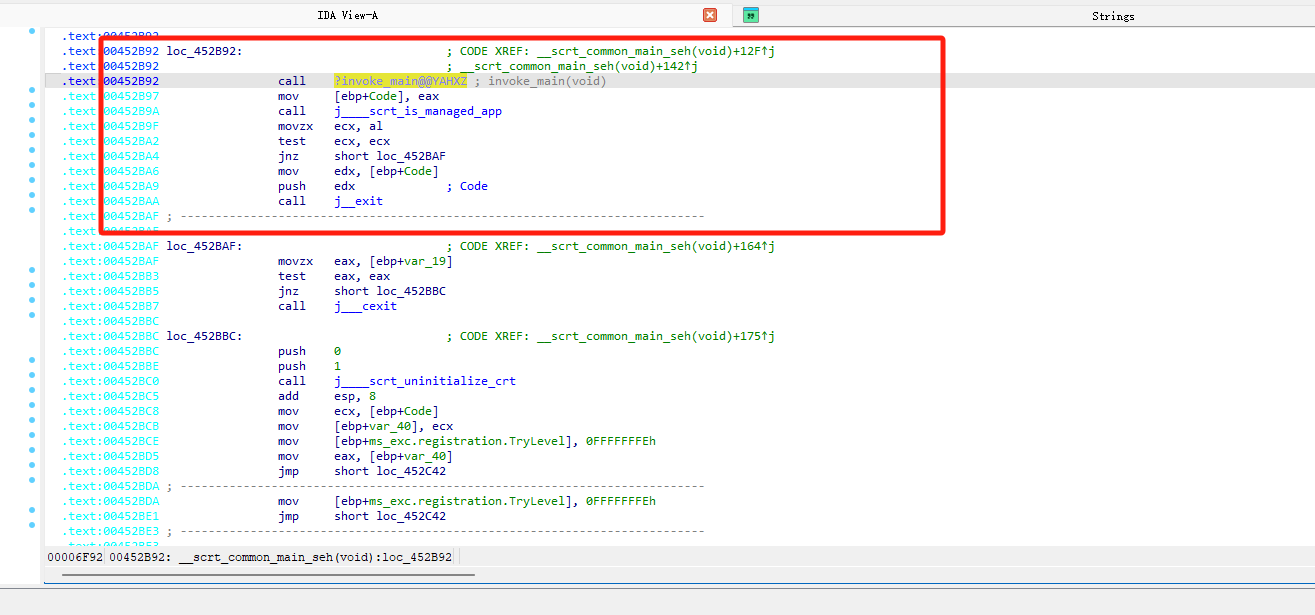 IDA View-A Strings
.text:00452B92
.text:00452B92 loc_452B92: ; CODE XREF: __scrt_common_main_seh(void)+12F↑j
.text:00452B92 ; __scrt_common_main_seh(void)+142↑j
.text:00452B92 call ?invoke_main@@YAHXZ ; invoke_main(void)
.text:00452B97 mov [ebp+Code], eax
.text:00452B9A call j____scrt_is_managed_app
.text:00452B9F movzx ecx, al
.text:00452BA2 test ecx, ecx
.text:00452BA4 jnz short loc_452BAF
.text:00452BA6 mov edx, [ebp+Code]
.text:00452BA9 push edx ; Code
.text:00452BAA call j__exit
.text:00452BAF ; ---------------------------------------------------------------------------
.text:00452BAF
.text:00452BAF loc_452BAF: ; CODE XREF: __scrt_common_main_seh(void)+164↑j
.text:00452BAF movzx eax, [ebp+var_19]
.text:00452BB3 test eax, eax
.text:00452BB5 jnz short loc_452BBC
.text:00452BB7 call j___cexit
.text:00452BBC
.text:00452BBC loc_452BBC: ; CODE XREF: __scrt_common_main_seh(void)+175↑j
.text:00452BBC push 0
.text:00452BBE push 1
.text:00452BC0 call j____scrt_uninitialize_crt
.text:00452BC5 add esp, 8
.text:00452BC8 mov ecx, [ebp+Code]
.text:00452BCB mov [ebp+var_40], ecx
.text:00452BCE mov [ebp+ms_exc.registration.TryLevel], 0FFFFFFFEh
.text:00452BD5 mov eax, [ebp+var_40]
.text:00452BD8 jmp short loc_452C42
.text:00452BDA ; ---------------------------------------------------------------------------
.text:00452BDA mov [ebp+ms_exc.registration.TryLevel], 0FFFFFFFEh
.text:00452BE1 jmp short loc_452C42
.text:00452BE3 ; ---------------------------------------------------------------------------
.text:00452BE3
00006F92 00452B92: __scrt_common_main_seh(void):loc_452B92